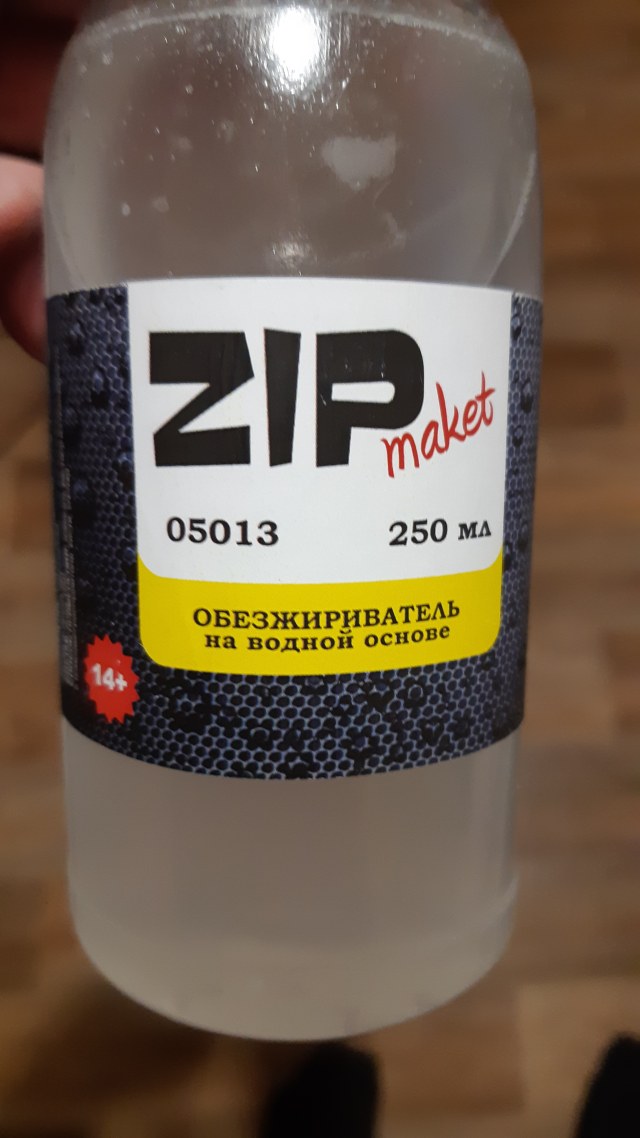 ZIP
maket
05013 250 мл
ОБЕЗЖИРИВАТЕЛЬ
на водной основе
14+